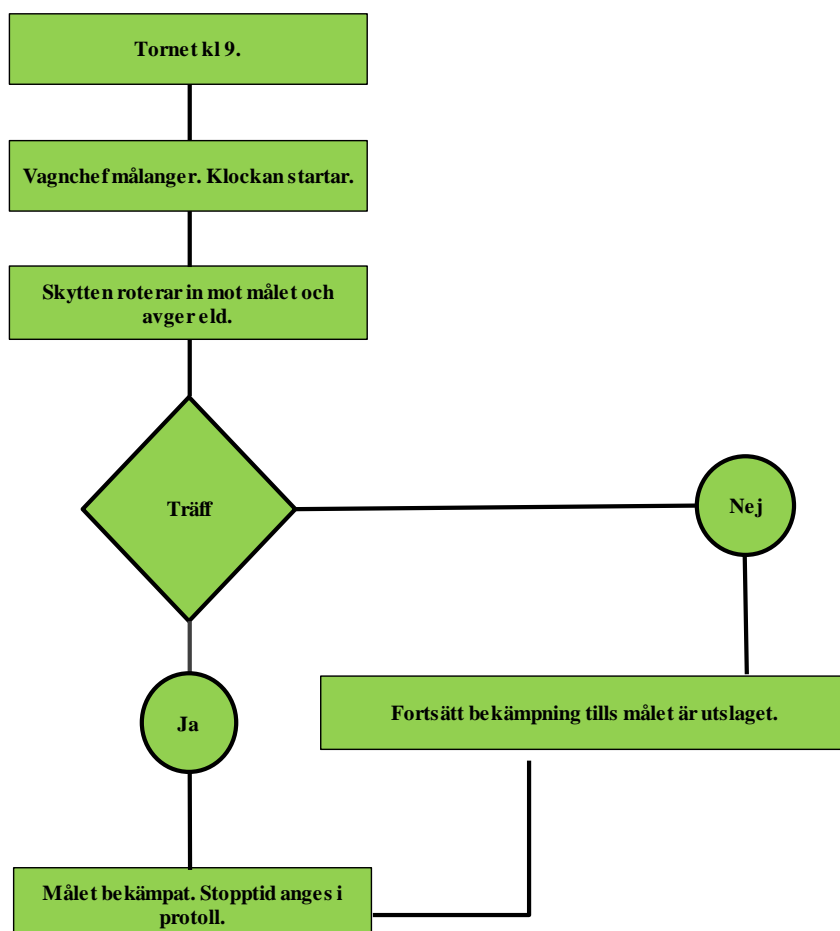 Tornet kl 9.
Vagnchef målanger. Klockan startar.
Skytten roterar in mot målet och
avger eld.
Träff
Nej
Ja
Fortsätt bekämpning tills målet är utslaget.
Målet bekämpat. Stopptid anges i
protoll.